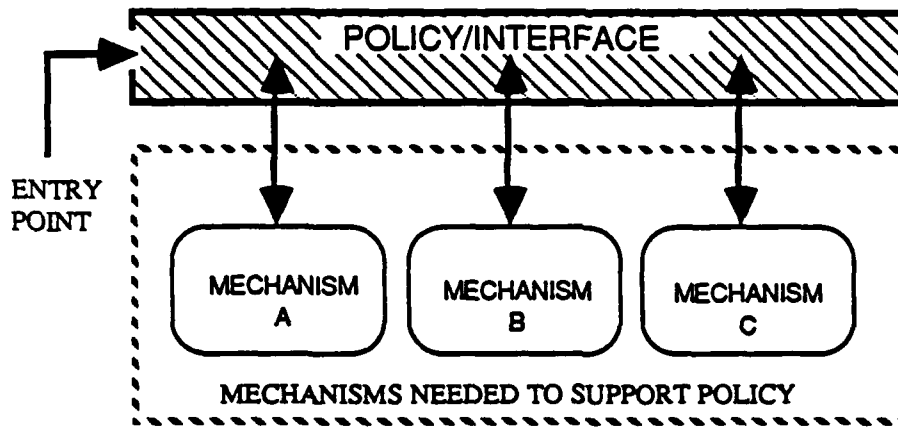 POLICY/INTERFACE
ENTRY
POINT
MECHANISM
A
MECHANISM
B
MECHANISM
C
MECHANISMS NEEDED TO SUPPORT POLICY